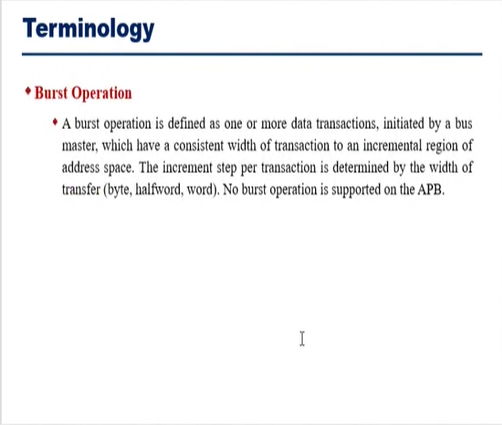 Terminology
Burst Operation
A burst operation is defined as one or more data transactions, initiated by a bus
master, which have a consistent width of transaction to an incremental region of
address space. The increment step per transaction is determined by the width of
transfer (byte, halfword, word). No burst operation is supported on the APB.